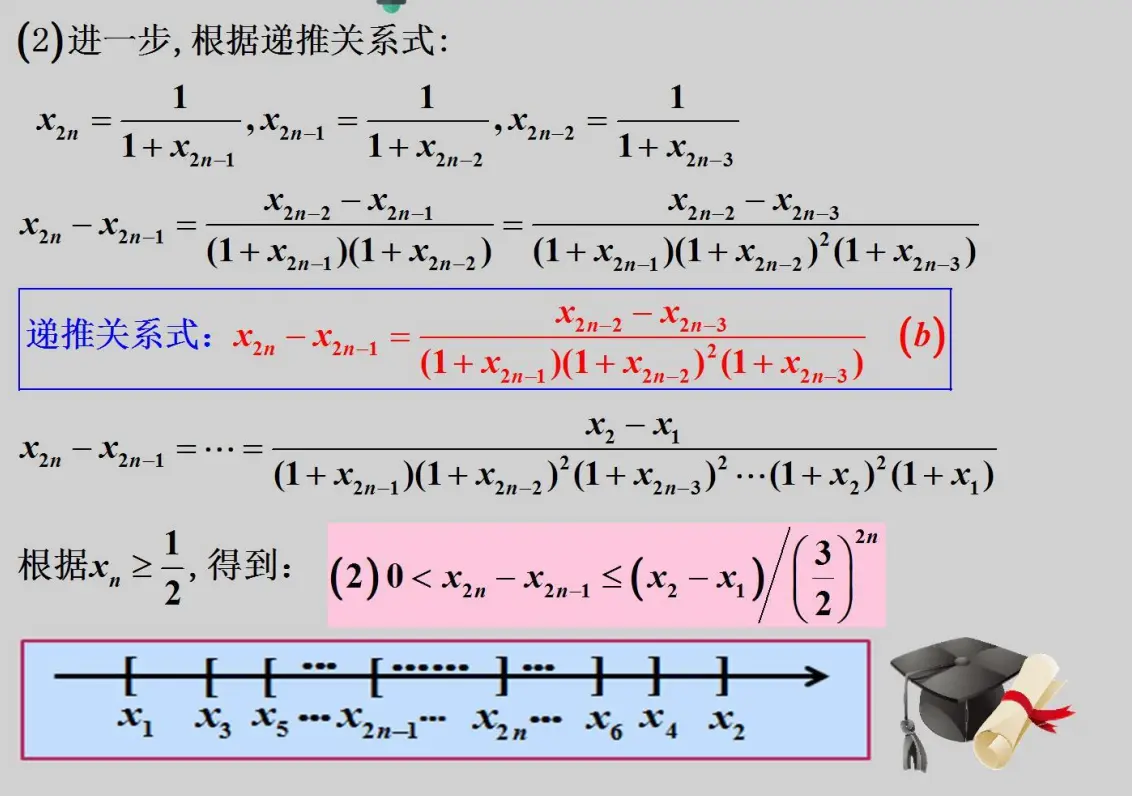 (2)进一步,根据递推关系式:
x_{2n} = \frac{1}{1+x_{2n-1}}, x_{2n-1} = \frac{1}{1+x_{2n-2}}, x_{2n-2} = \frac{1}{1+x_{2n-3}}
x_{2n} - x_{2n-1} = \frac{x_{2n-2} - x_{2n-1}}{(1+x_{2n-1})(1+x_{2n-2})} = \frac{x_{2n-2} - x_{2n-3}}{(1+x_{2n-1})(1+x_{2n-2})^2(1+x_{2n-3})}
递推关系式: x_{2n} - x_{2n-1} = \frac{x_{2n-2} - x_{2n-3}}{(1+x_{2n-1})(1+x_{2n-2})^2(1+x_{2n-3})} (b)
x_{2n} - x_{2n-1} = \cdots = \frac{x_2 - x_1}{(1+x_{2n-1})(1+x_{2n-2})^2(1+x_{2n-3})^2\cdots(1+x_2)^2(1+x_1)}
根据x_n ≥ \frac{1}{2}, 得到: (2) 0 < x_{2n} - x_{2n-1} ≤ (x_2 - x_1) / (\frac{3}{2})^{2n}
[ [ [ ··· [ ······ ] ··· ] ] ]
x_1 x_3 x_5 ··· x_{2n-1} ··· x_{2n} ··· x_6 x_4 x_2